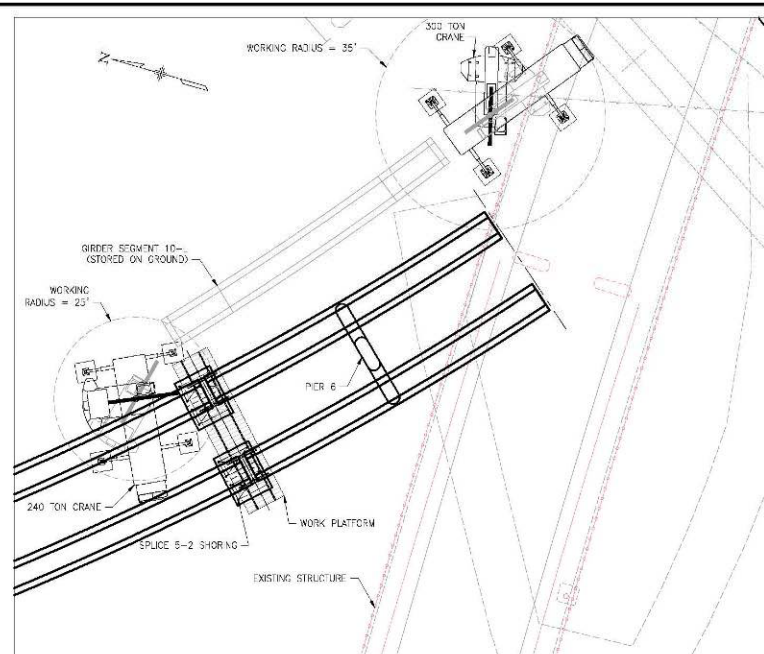 300 TON
CRANE
WORKING RADIUS = 35'
N
GIRDER SEGMENT 10-
(STORED ON GROUND)
WORKING
RADIUS = 25'
PIER 6
240 TON CRANE
WORK PLATFORM
SPLICE 5-2 SHORING
EXISTING STRUCTURE